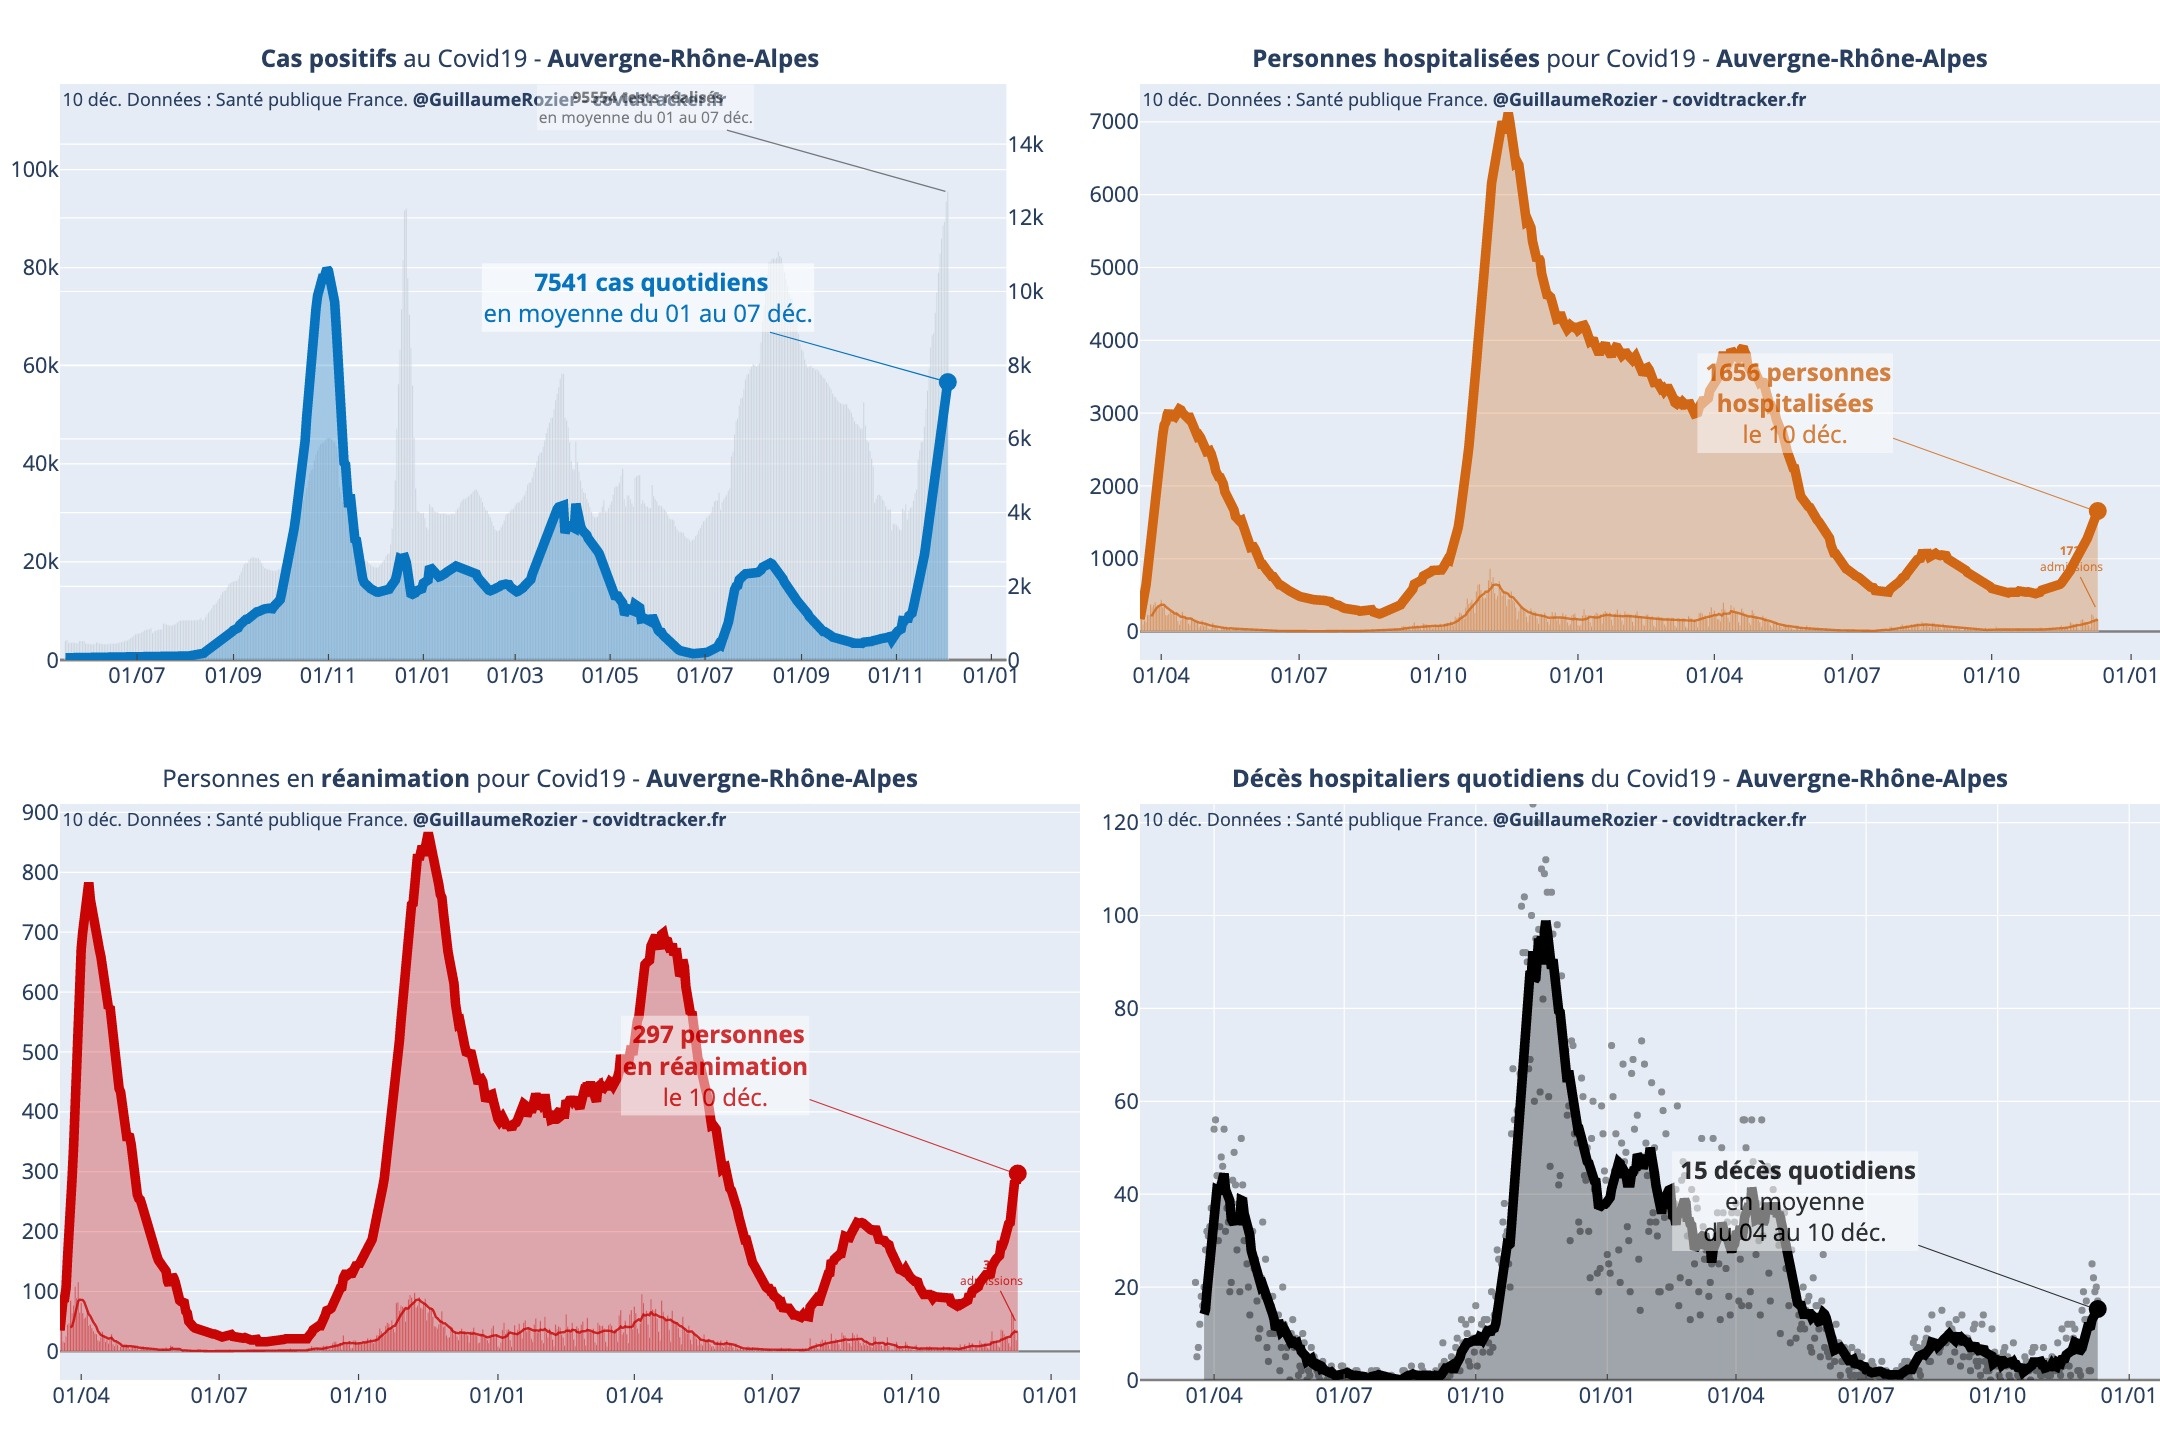 Cas positifs au Covid19 - Auvergne-Rhône-Alpes
10 déc. Données : Santé publique France. @GuillaumeRozier - covidtracker.fr
95554 tests réalisés
en moyenne du 01 au 07 déc.
7541 cas quotidiens
en moyenne du 01 au 07 déc.
100k
80k
60k
40k
20k
0
14k
12k
10k
8k
6k
4k
2k
0
01/07 01/09 01/11 01/01 01/03 01/05 01/07 01/09 01/11 01/01
Personnes hospitalisées pour Covid19 - Auvergne-Rhône-Alpes
10 déc. Données : Santé publique France. @GuillaumeRozier - covidtracker.fr
7000
6000
5000
4000
3000
2000
1000
0
1656 personnes
hospitalisées
le 10 déc.
admissions
01/04 01/07 01/10 01/01 01/04 01/07 01/10 01/01
Personnes en réanimation pour Covid19 - Auvergne-Rhône-Alpes
10 déc. Données : Santé publique France. @GuillaumeRozier - covidtracker.fr
900
800
700
600
500
400
300
200
100
0
297 personnes
en réanimation
le 10 déc.
admissions
01/04 01/07 01/10 01/01 01/04 01/07 01/10 01/01
Décès hospitaliers quotidiens du Covid19 - Auvergne-Rhône-Alpes
10 déc. Données : Santé publique France. @GuillaumeRozier - covidtracker.fr
120
100
80
60
40
20
0
15 décès quotidiens
en moyenne
du 04 au 10 déc.
01/04 01/07 01/10 01/01 01/04 01/07 01/10 01/01